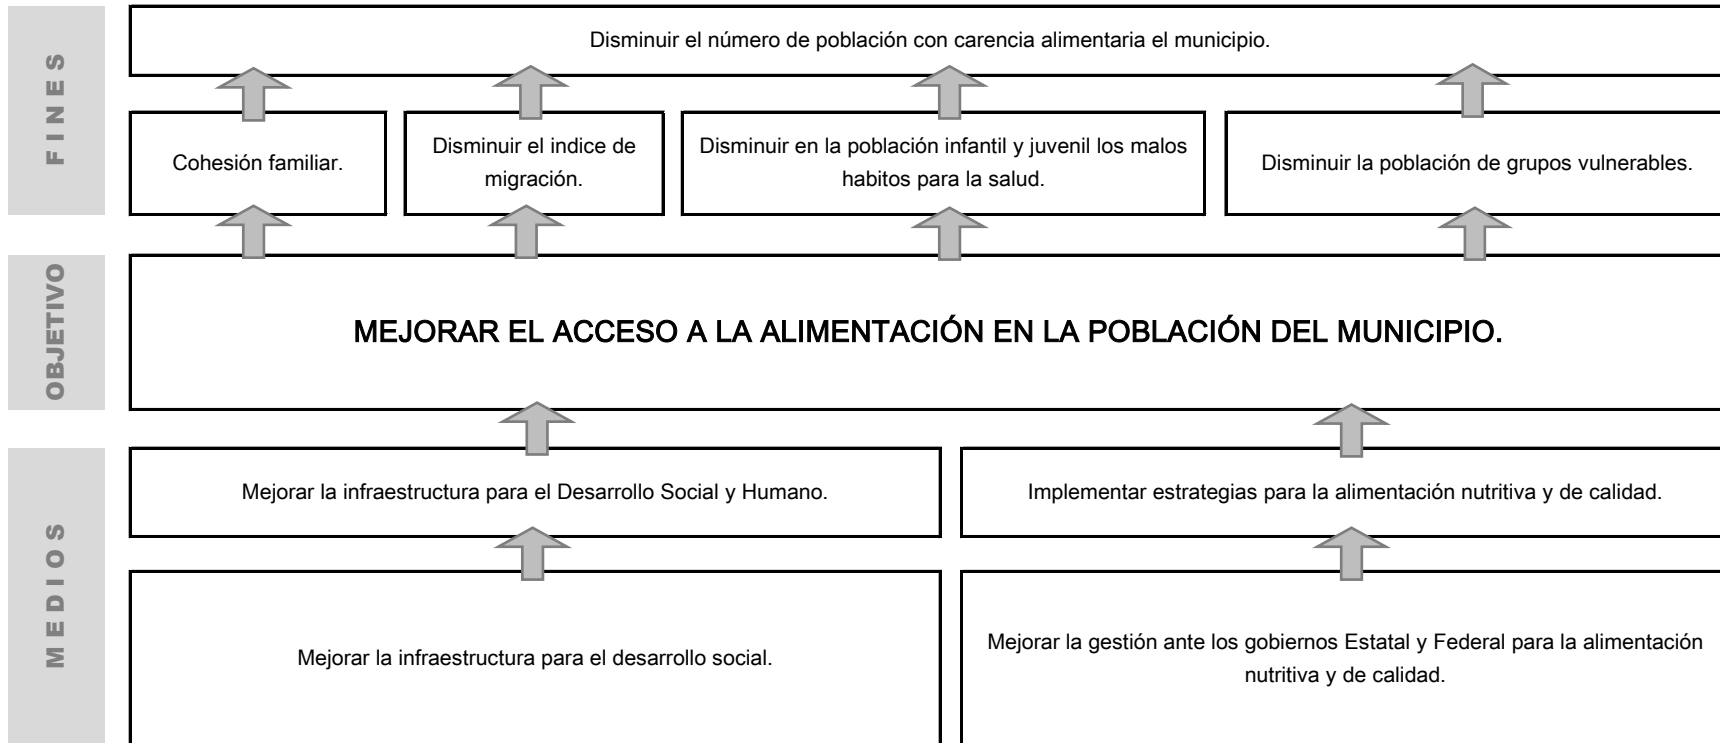 FINES
Disminuir el número de población con carencia alimentaria el municipio.
Cohesión familiar.
Disminuir el indice de
migración.
Disminuir en la población infantil y juvenil los malos
habitos para la salud.
Disminuir la población de grupos vulnerables.
OBJETIVO
MEJORAR EL ACCESO A LA ALIMENTACIÓN EN LA POBLACIÓN DEL MUNICIPIO.
MEDIOS
Mejorar la infraestructura para el Desarrollo Social y Humano.
Implementar estrategias para la alimentación nutritiva y de calidad.
Mejorar la infraestructura para el desarrollo social.
Mejorar la gestión ante los gobiernos Estatal y Federal para la alimentación
nutritiva y de calidad.